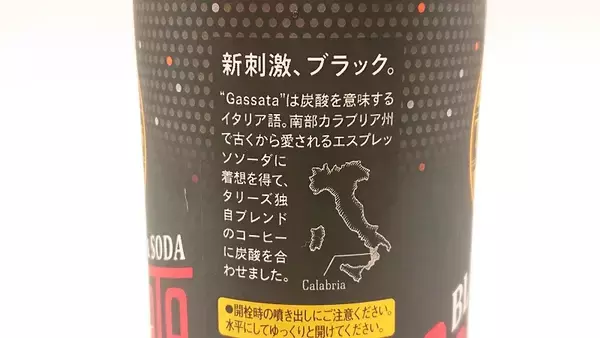 新刺激、ブラック。
“Gassata”は炭酸を意味する
イタリア語。南部カラブリア州
で古くから愛されるエスプレッ
ソソーダに
着想を得て、
タリーズ独
自ブレンド
のコーヒー
に炭酸を合
わせました。
Calabria
SODA
TA
BL
●開栓時の噴き出しにご注意ください。
水平にしてゆっくりと開けてください。